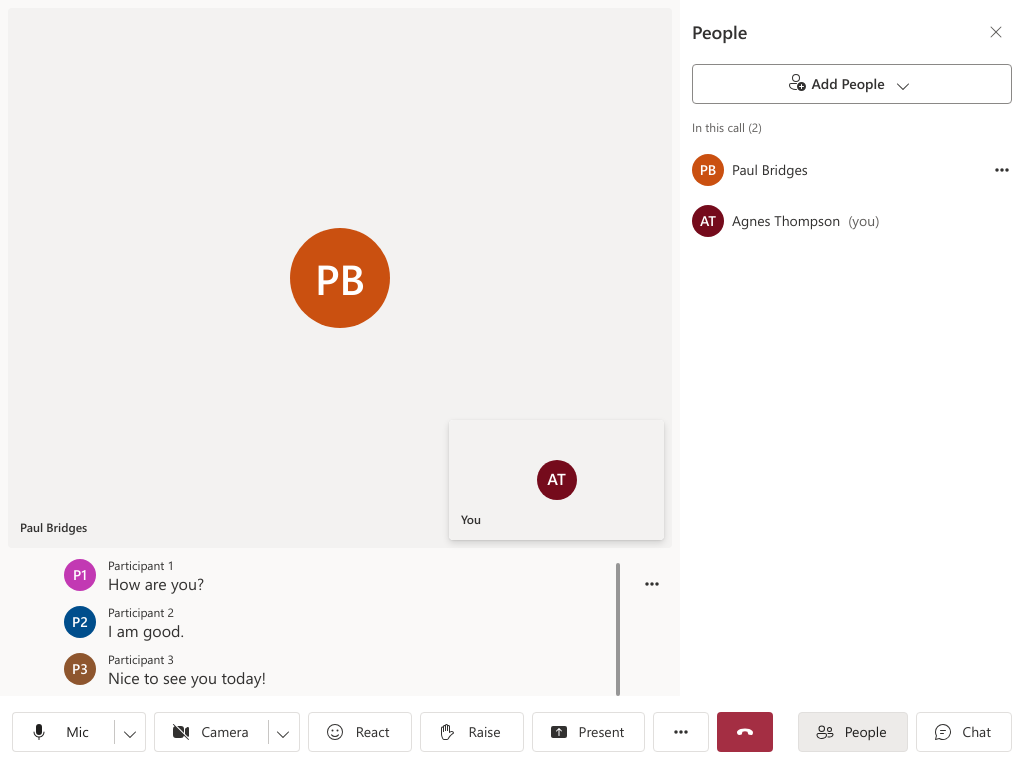 People
Add People
In this call (2)
PB Paul Bridges
AT Agnes Thompson (you)
PB
AT
You
Paul Bridges
Participant 1
P1 How are you?
Participant 2
P2 I am good.
Participant 3
P3 Nice to see you today!
Mic Camera React Raise Present People Chat